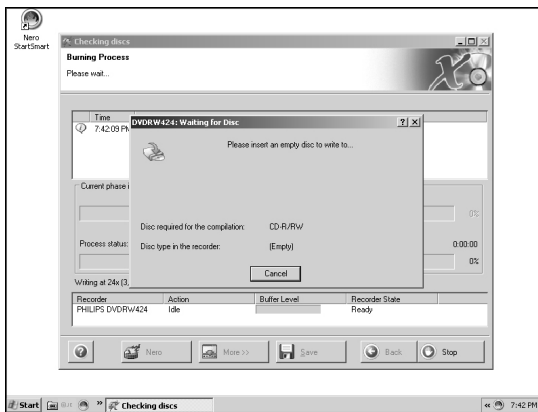 Nero
StartSmart
Checking discs
Burning Process
Please wait...
Time
7:42:09 PM
DVDRW424: Waiting for Disc
Please insert an empty disc to write to...
Disc required for the compilation: CD-R/RW
Disc type in the recorder: (Empty)
Cancel
Current phase
0%
Process status:
0:00:00
0%
Writing at 24x (3,
Recorder Action Buffer Level Recorder State
PHILIPS DVDRW424 Idle Ready
Nero More >> Save Back Stop
Start Checking discs 7:42 PM